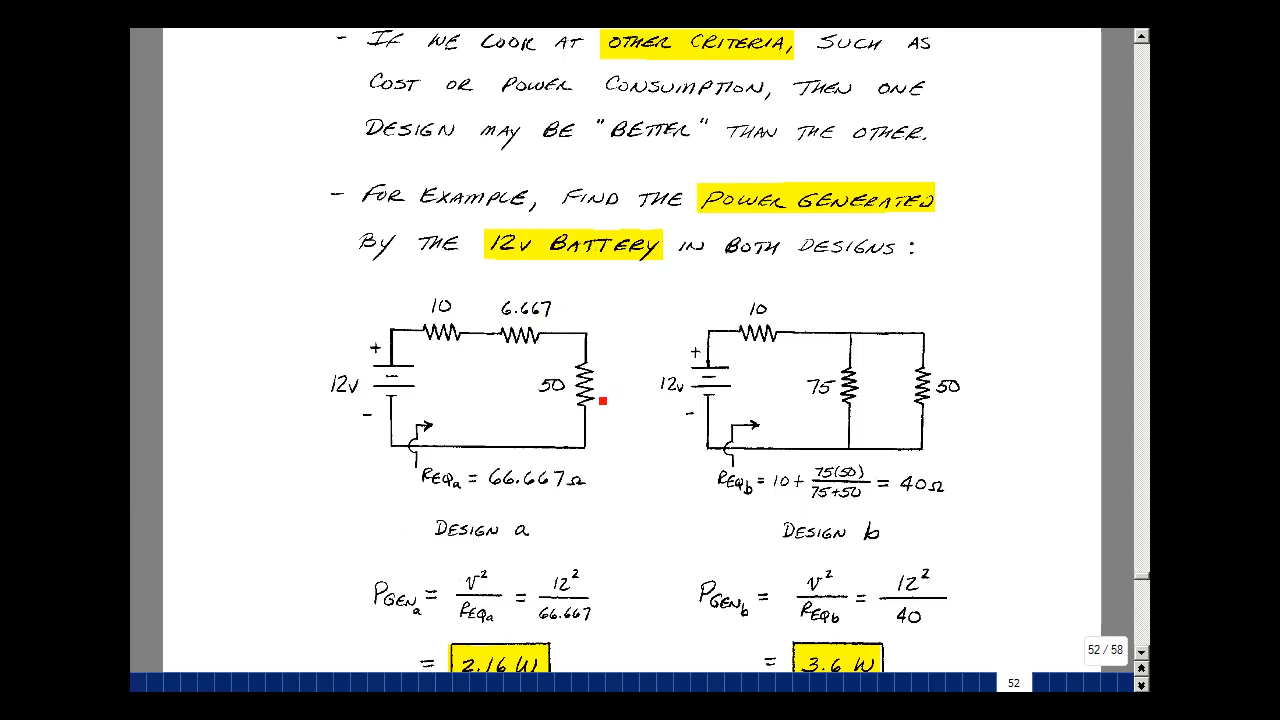 - IF WE LOOK AT OTHER CRITERIA, SUCH AS
COST OR POWER CONSUMPTION, THEN ONE
DESIGN MAY BE "BETTER" THAN THE OTHER.
- FOR EXAMPLE, FIND THE POWER GENERATED
BY THE 12V BATTERY IN BOTH DESIGNS:
10 6.667
+
12V
-
50
REQa = 66.667Ω
DESIGN a
PGENa = V²/REQa = 12²/66.667
= 2.16 W
10
+
12V
-
75
50
REQb = 10 + 75(50)/75+50 = 40Ω
DESIGN b
PGENb = V²/REQb = 12²/40
= 3.6 W
52 / 58
52